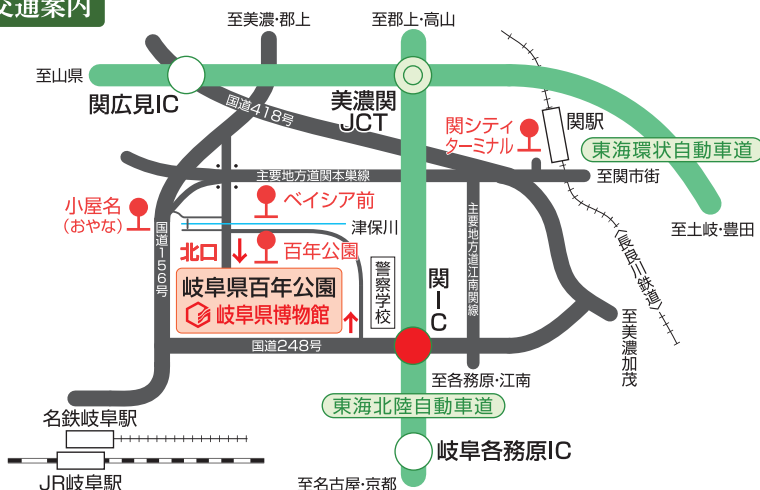 交通案内
至美濃・郡上
至郡上・高山
至山県
関広見IC
国道418号
美濃関
JCT
関シティ
ターミナル
関駅
東海環状自動車道
主要地方道関本巣線
至関市街
小屋名
(おやな)
ベイシア前
津保川
至土岐・豊田
国道156号
北口
百年公園
警察学校
関IC
主要地方道江南関線
〈長良川鉄道〉
岐阜県百年公園
岐阜県博物館
至美濃加茂
国道248号
至各務原・江南
東海北陸自動車道
名鉄岐阜駅
岐阜各務原IC
JR岐阜駅
至名古屋・京都